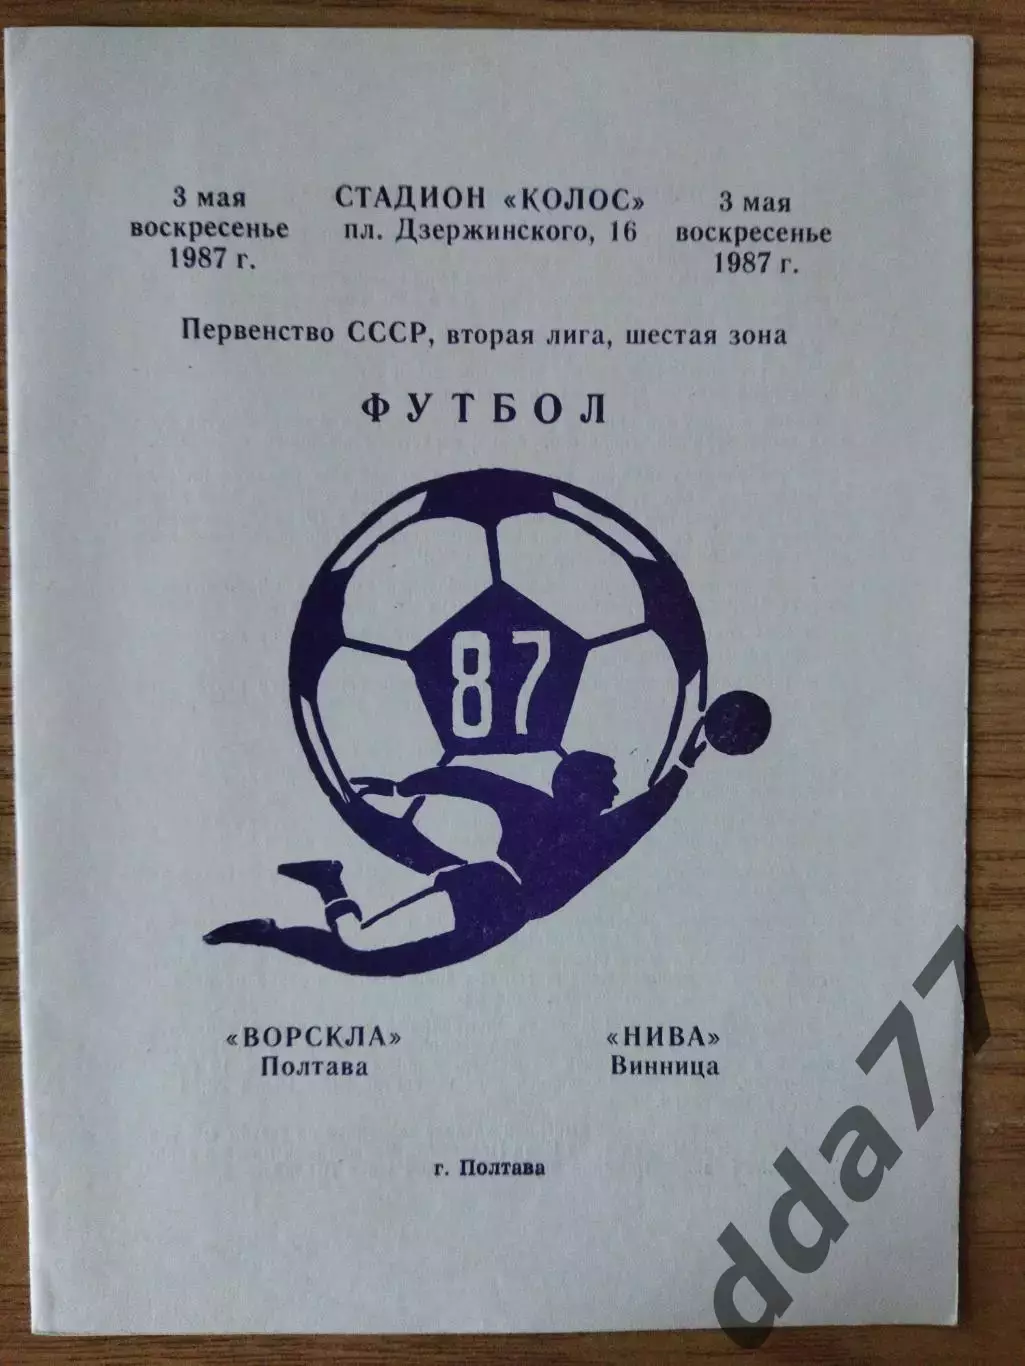 3 мая
воскресенье
1987 г.
СТАДИОН «КОЛОС»
пл. Дзержинского, 16
3 мая
воскресенье
1987 г.
Первенство СССР, вторая лига, шестая зона
ФУТБОЛ
87
«ВОРСКЛА»
Полтава
«НИВА»
Винница
г. Полтава
dda77